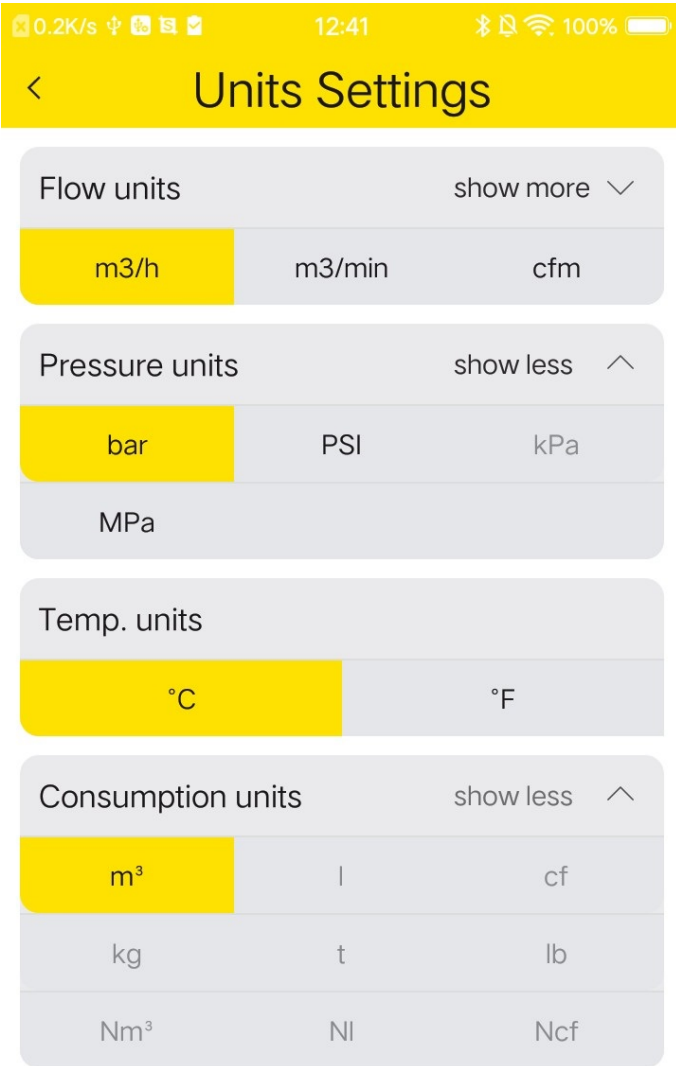 0.2K/s 12:41 100%
Units Settings
Flow units show more
m3/h m3/min cfm
Pressure units show less
bar PSI kPa
MPa
Temp. units
°C °F
Consumption units show less
m³ l cf
kg t lb
Nm³ Nl Ncf